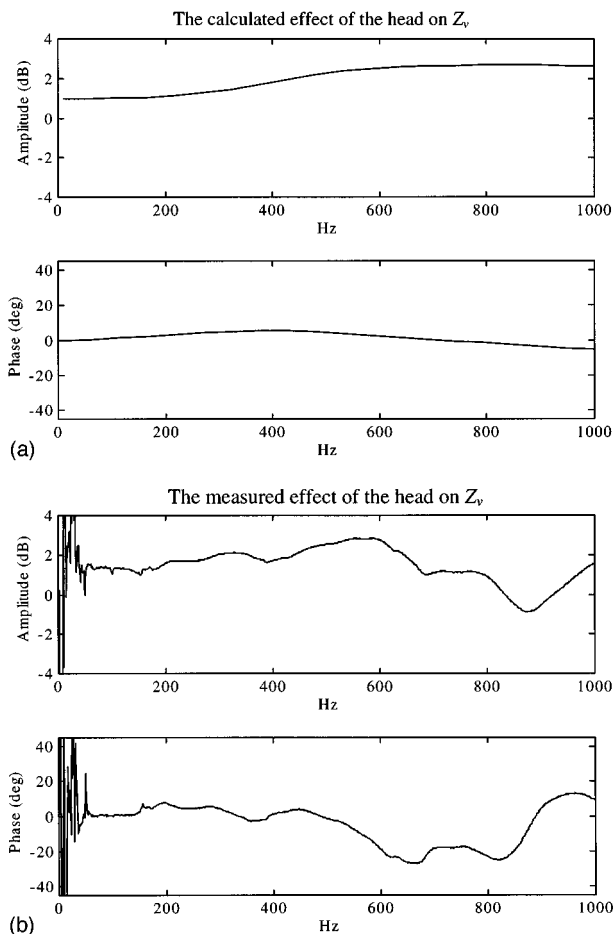 The calculated effect of the head on Zv
4
2
0
-2
-4
Amplitude (dB)
0 200 400 600 800 1000
Hz
40
20
0
-20
-40
Phase (deg)
0 200 400 600 800 1000
Hz
(a)
The measured effect of the head on Zv
4
2
0
-2
-4
Amplitude (dB)
0 200 400 600 800 1000
Hz
40
20
0
-20
-40
Phase (deg)
0 200 400 600 800 1000
Hz
(b)